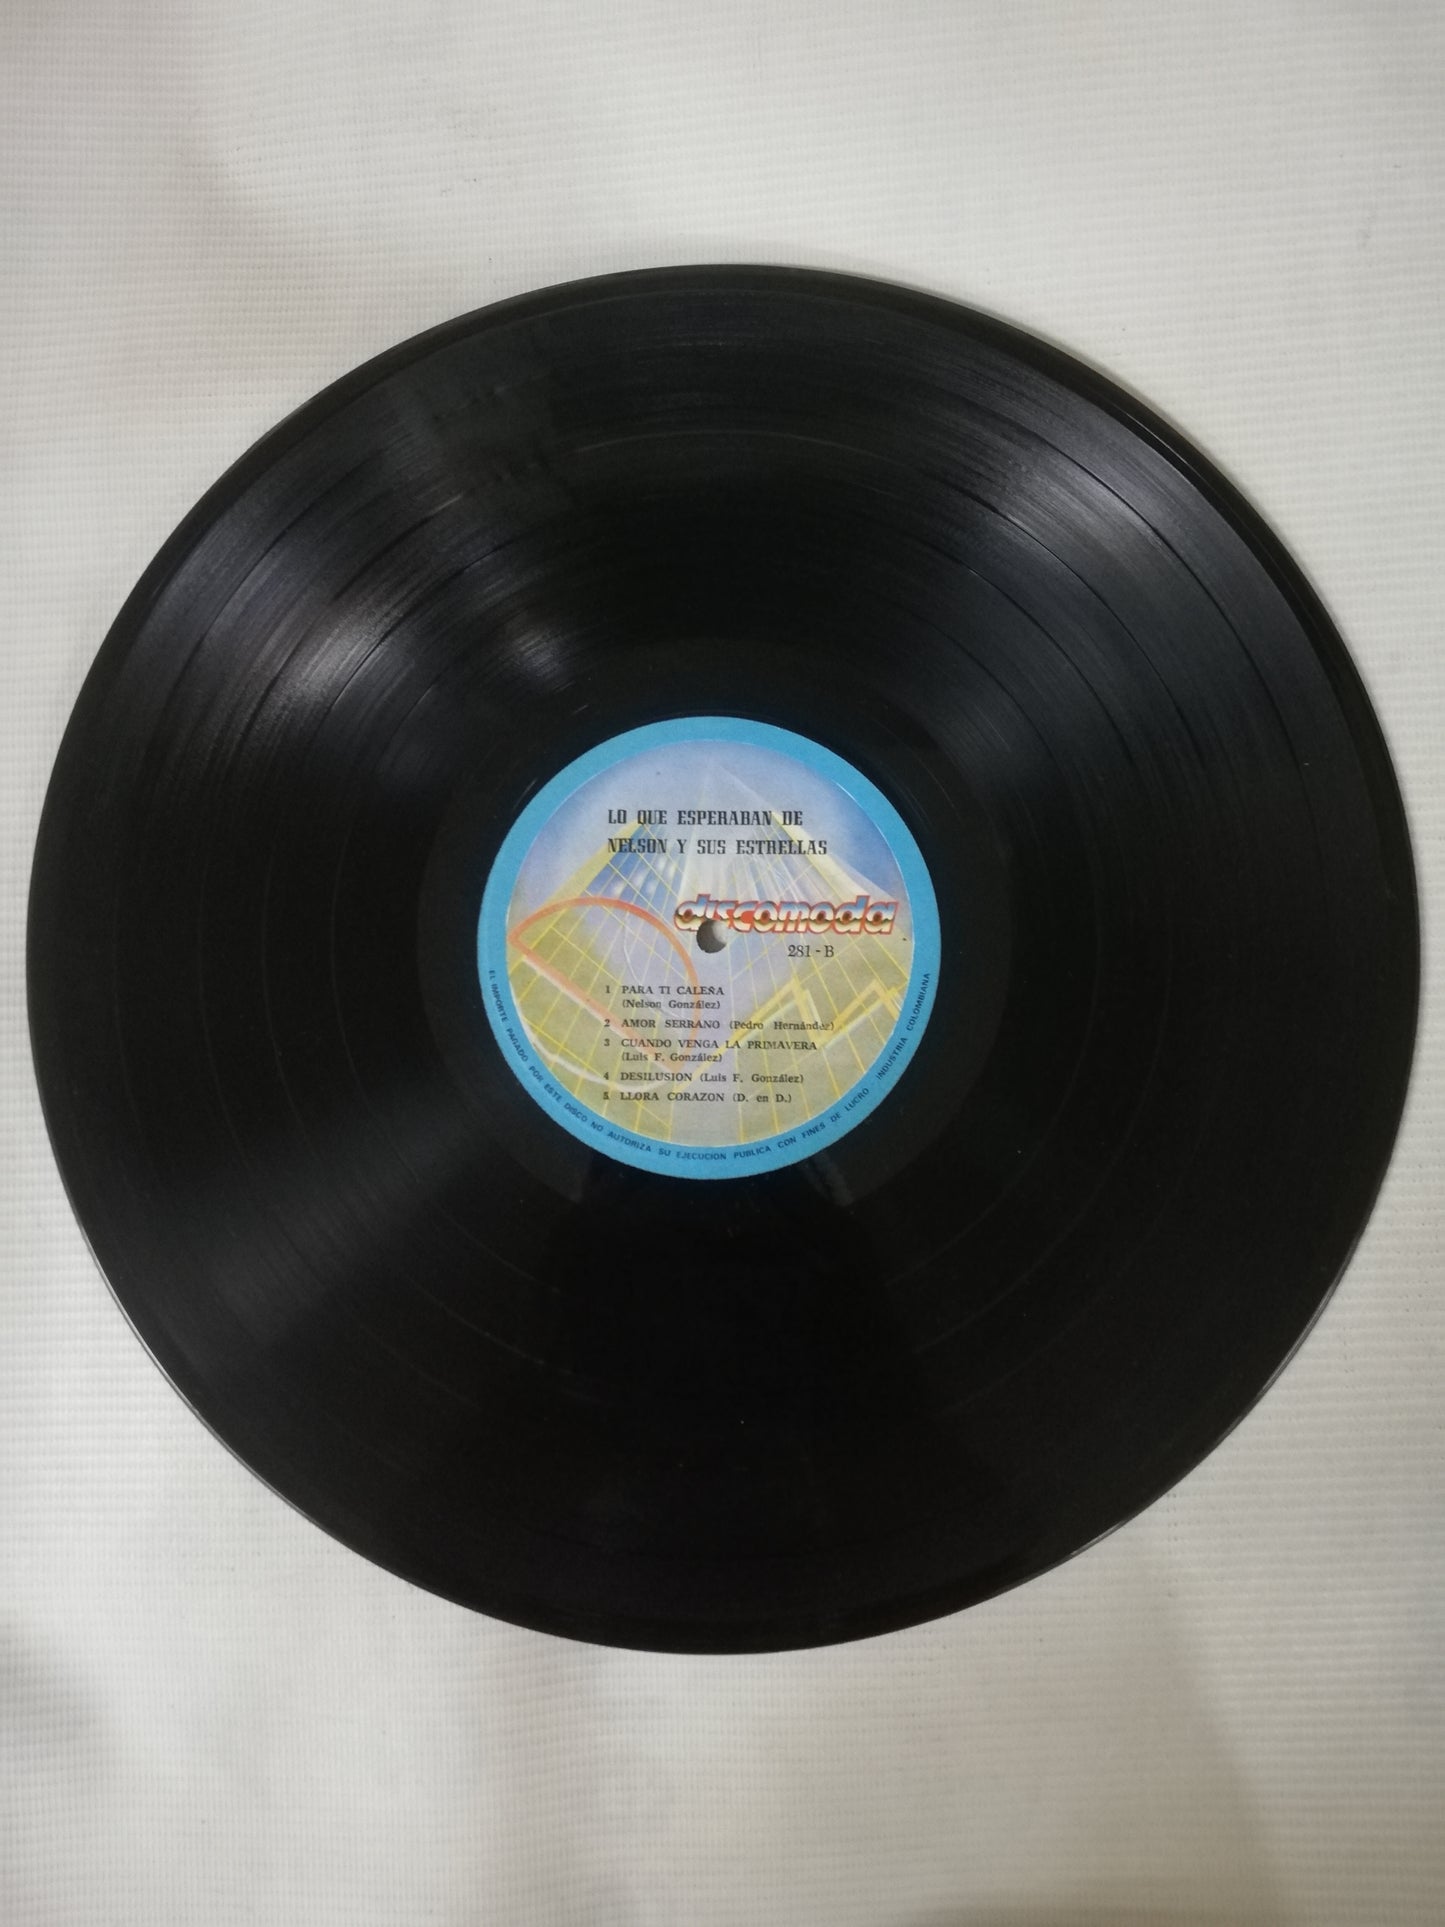 LO QUE ESPERABAN DE
NELSON Y SUS ESTRELLAS
discomoda
281 - B
1 PARA TI CALEÑA
(Nelson González)
2 AMOR SERRANO (Pedro Hernández)
3 CUANDO VENGA LA PRIMAVERA
(Luis F. González)
4 DESILUSION (Luis F. González)
5 LLORA CORAZON (D. en D.)
EL IMPORTE PAGADO POR ESTE DISCO NO AUTORIZA SU EJECUCION PUBLICA CON FINES DE LUCRO - INDUSTRIA COLOMBIANA